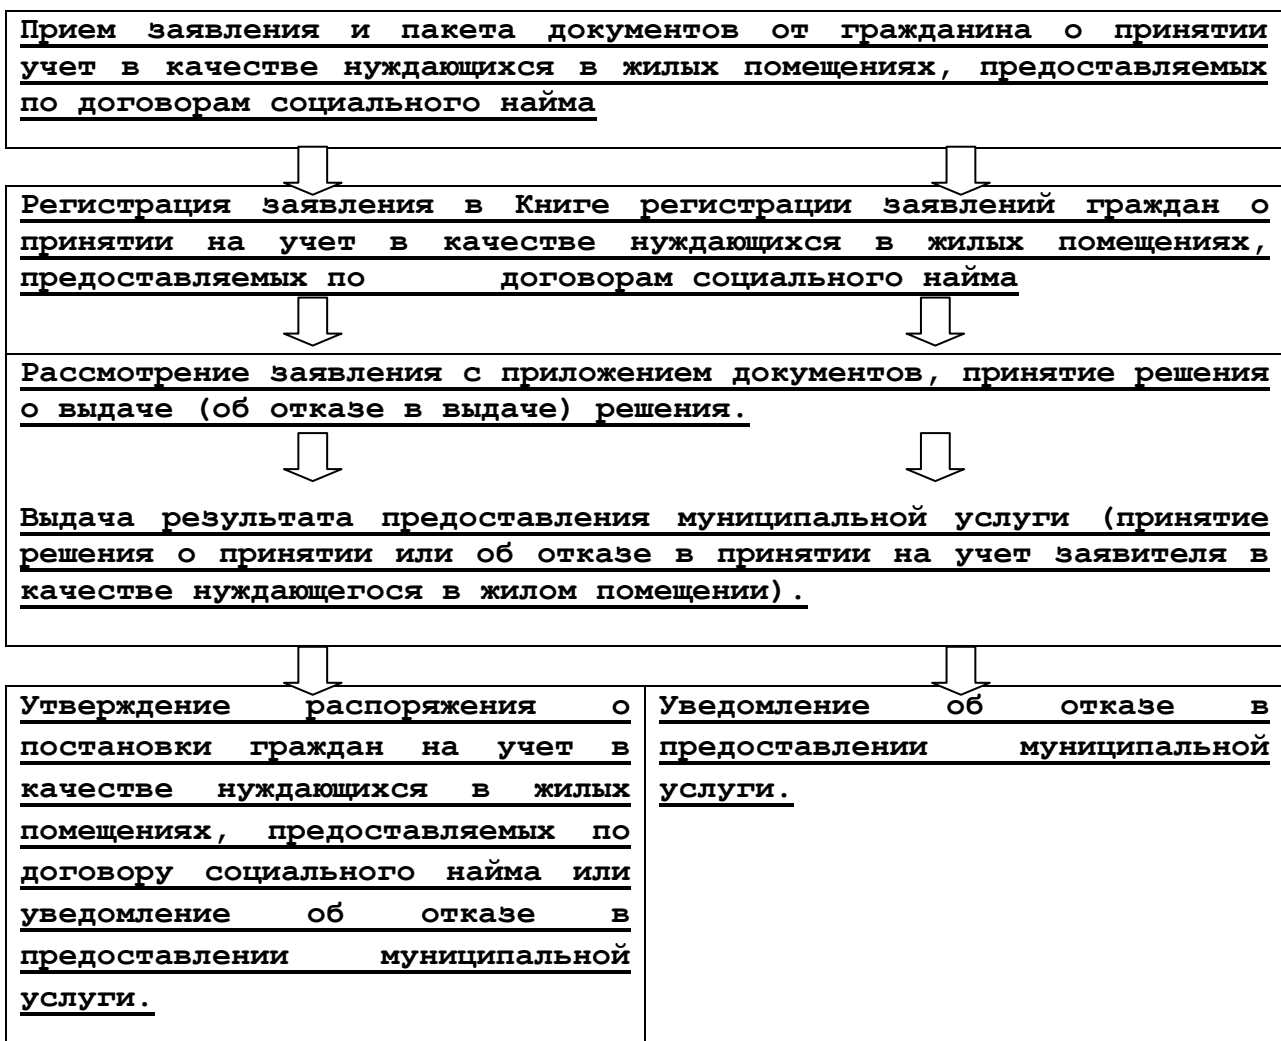 Прием заявления и пакета документов от гражданина о принятии
учет в качестве нуждающихся в жилых помещениях, предоставляемых
по договорам социального найма
Регистрация заявления в Книге регистрации заявлений граждан о
принятии на учет в качестве нуждающихся в жилых помещениях,
предоставляемых по договорам социального найма
Рассмотрение заявления с приложением документов, принятие решения
о выдаче (об отказе в выдаче) решения.
Выдача результата предоставления муниципальной услуги (принятие
решения о принятии или об отказе в принятии на учет заявителя в
качестве нуждающегося в жилом помещении).
Утверждение распоряжения о
постановки граждан на учет в
качестве нуждающихся в жилых
помещениях, предоставляемых по
договору социального найма или
уведомление об отказе в
предоставлении муниципальной
услуги.
Уведомление об отказе в
предоставлении муниципальной
услуги.